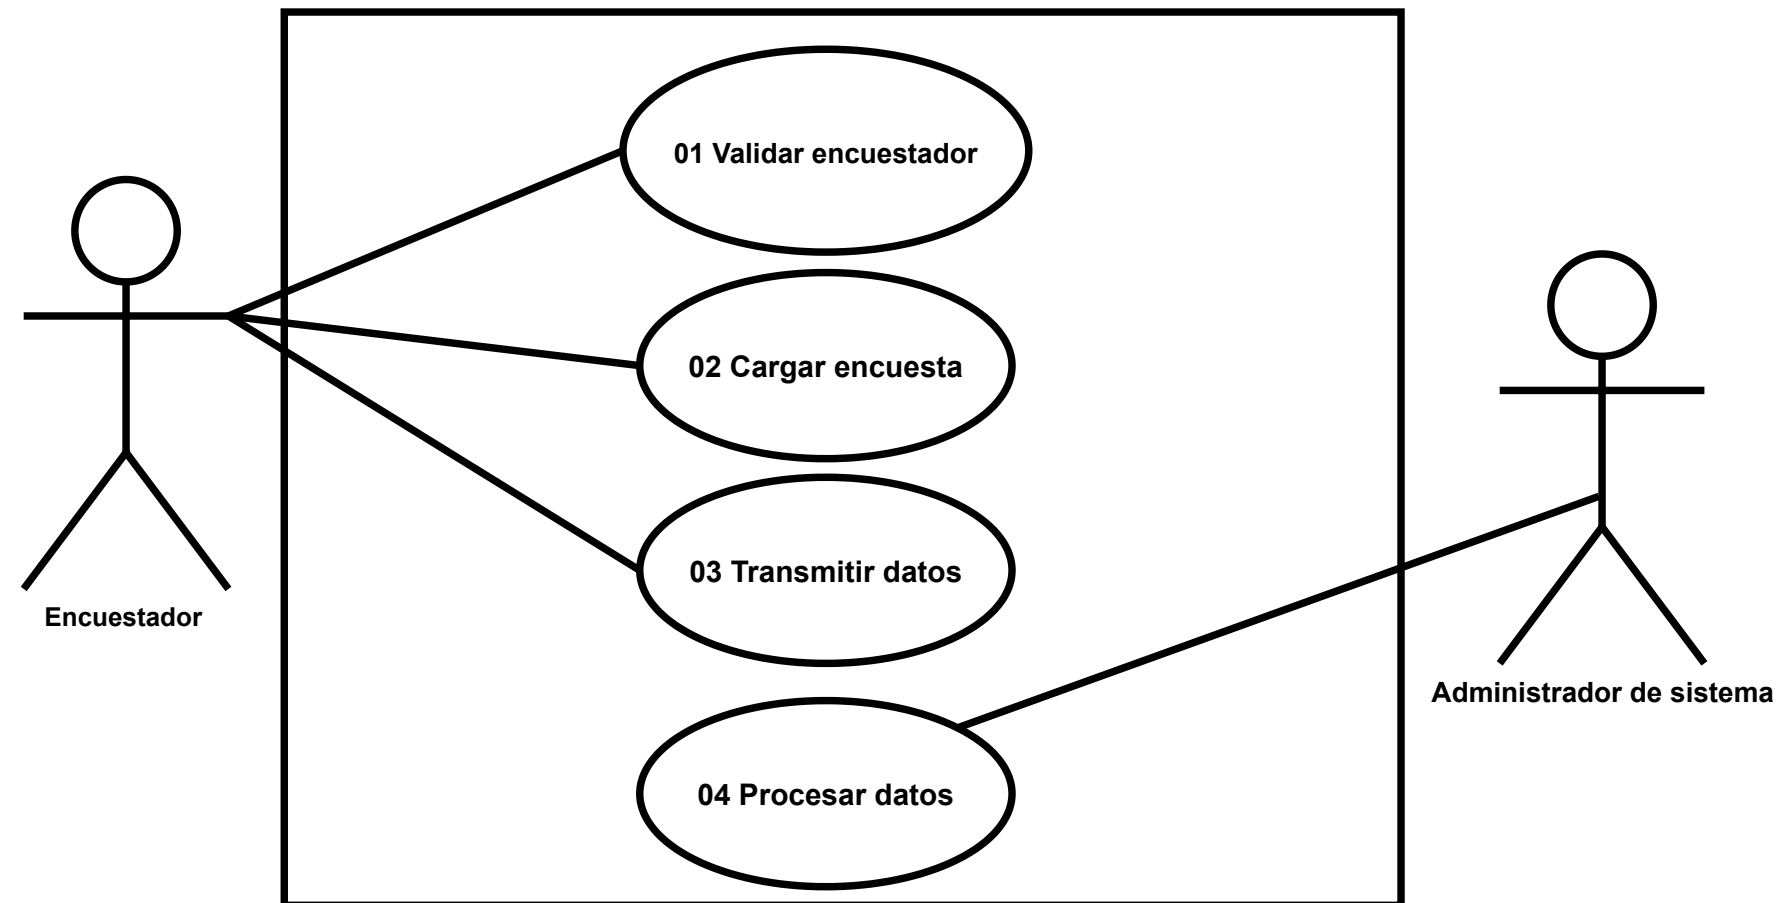 01 Validar encuestador
02 Cargar encuesta
03 Transmitir datos
Encuestador
Administrador de sistema
04 Procesar datos